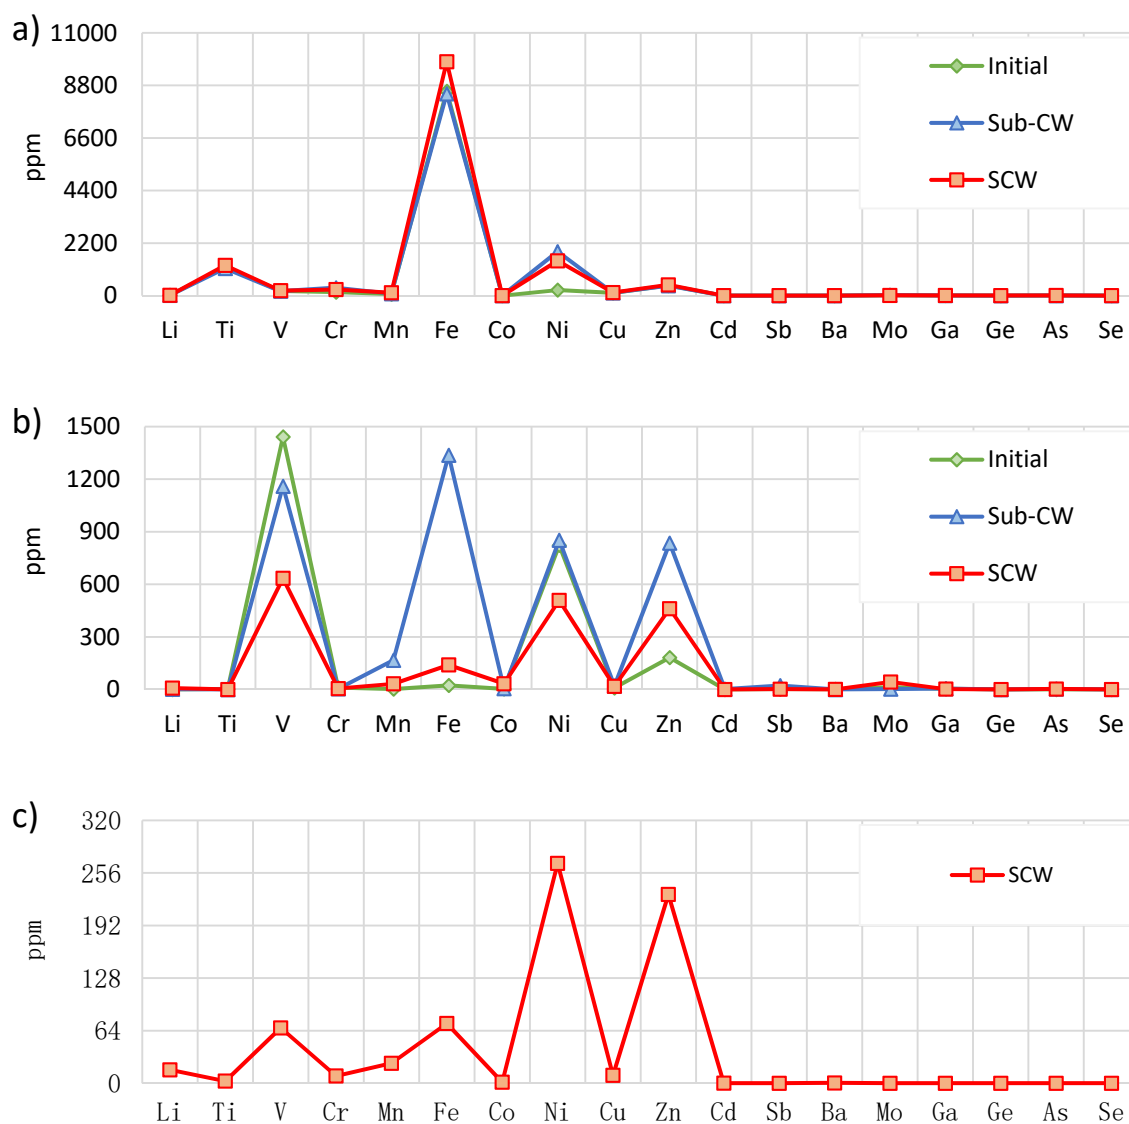 a)
11000
8800
6600
4400
2200
0
ppm
Initial
Sub-CW
SCW
Li Ti V Cr Mn Fe Co Ni Cu Zn Cd Sb Ba Mo Ga Ge As Se
b)
1500
1200
900
600
300
0
ppm
Initial
Sub-CW
SCW
Li Ti V Cr Mn Fe Co Ni Cu Zn Cd Sb Ba Mo Ga Ge As Se
c)
320
256
192
128
64
0
ppm
SCW
Li Ti V Cr Mn Fe Co Ni Cu Zn Cd Sb Ba Mo Ga Ge As Se